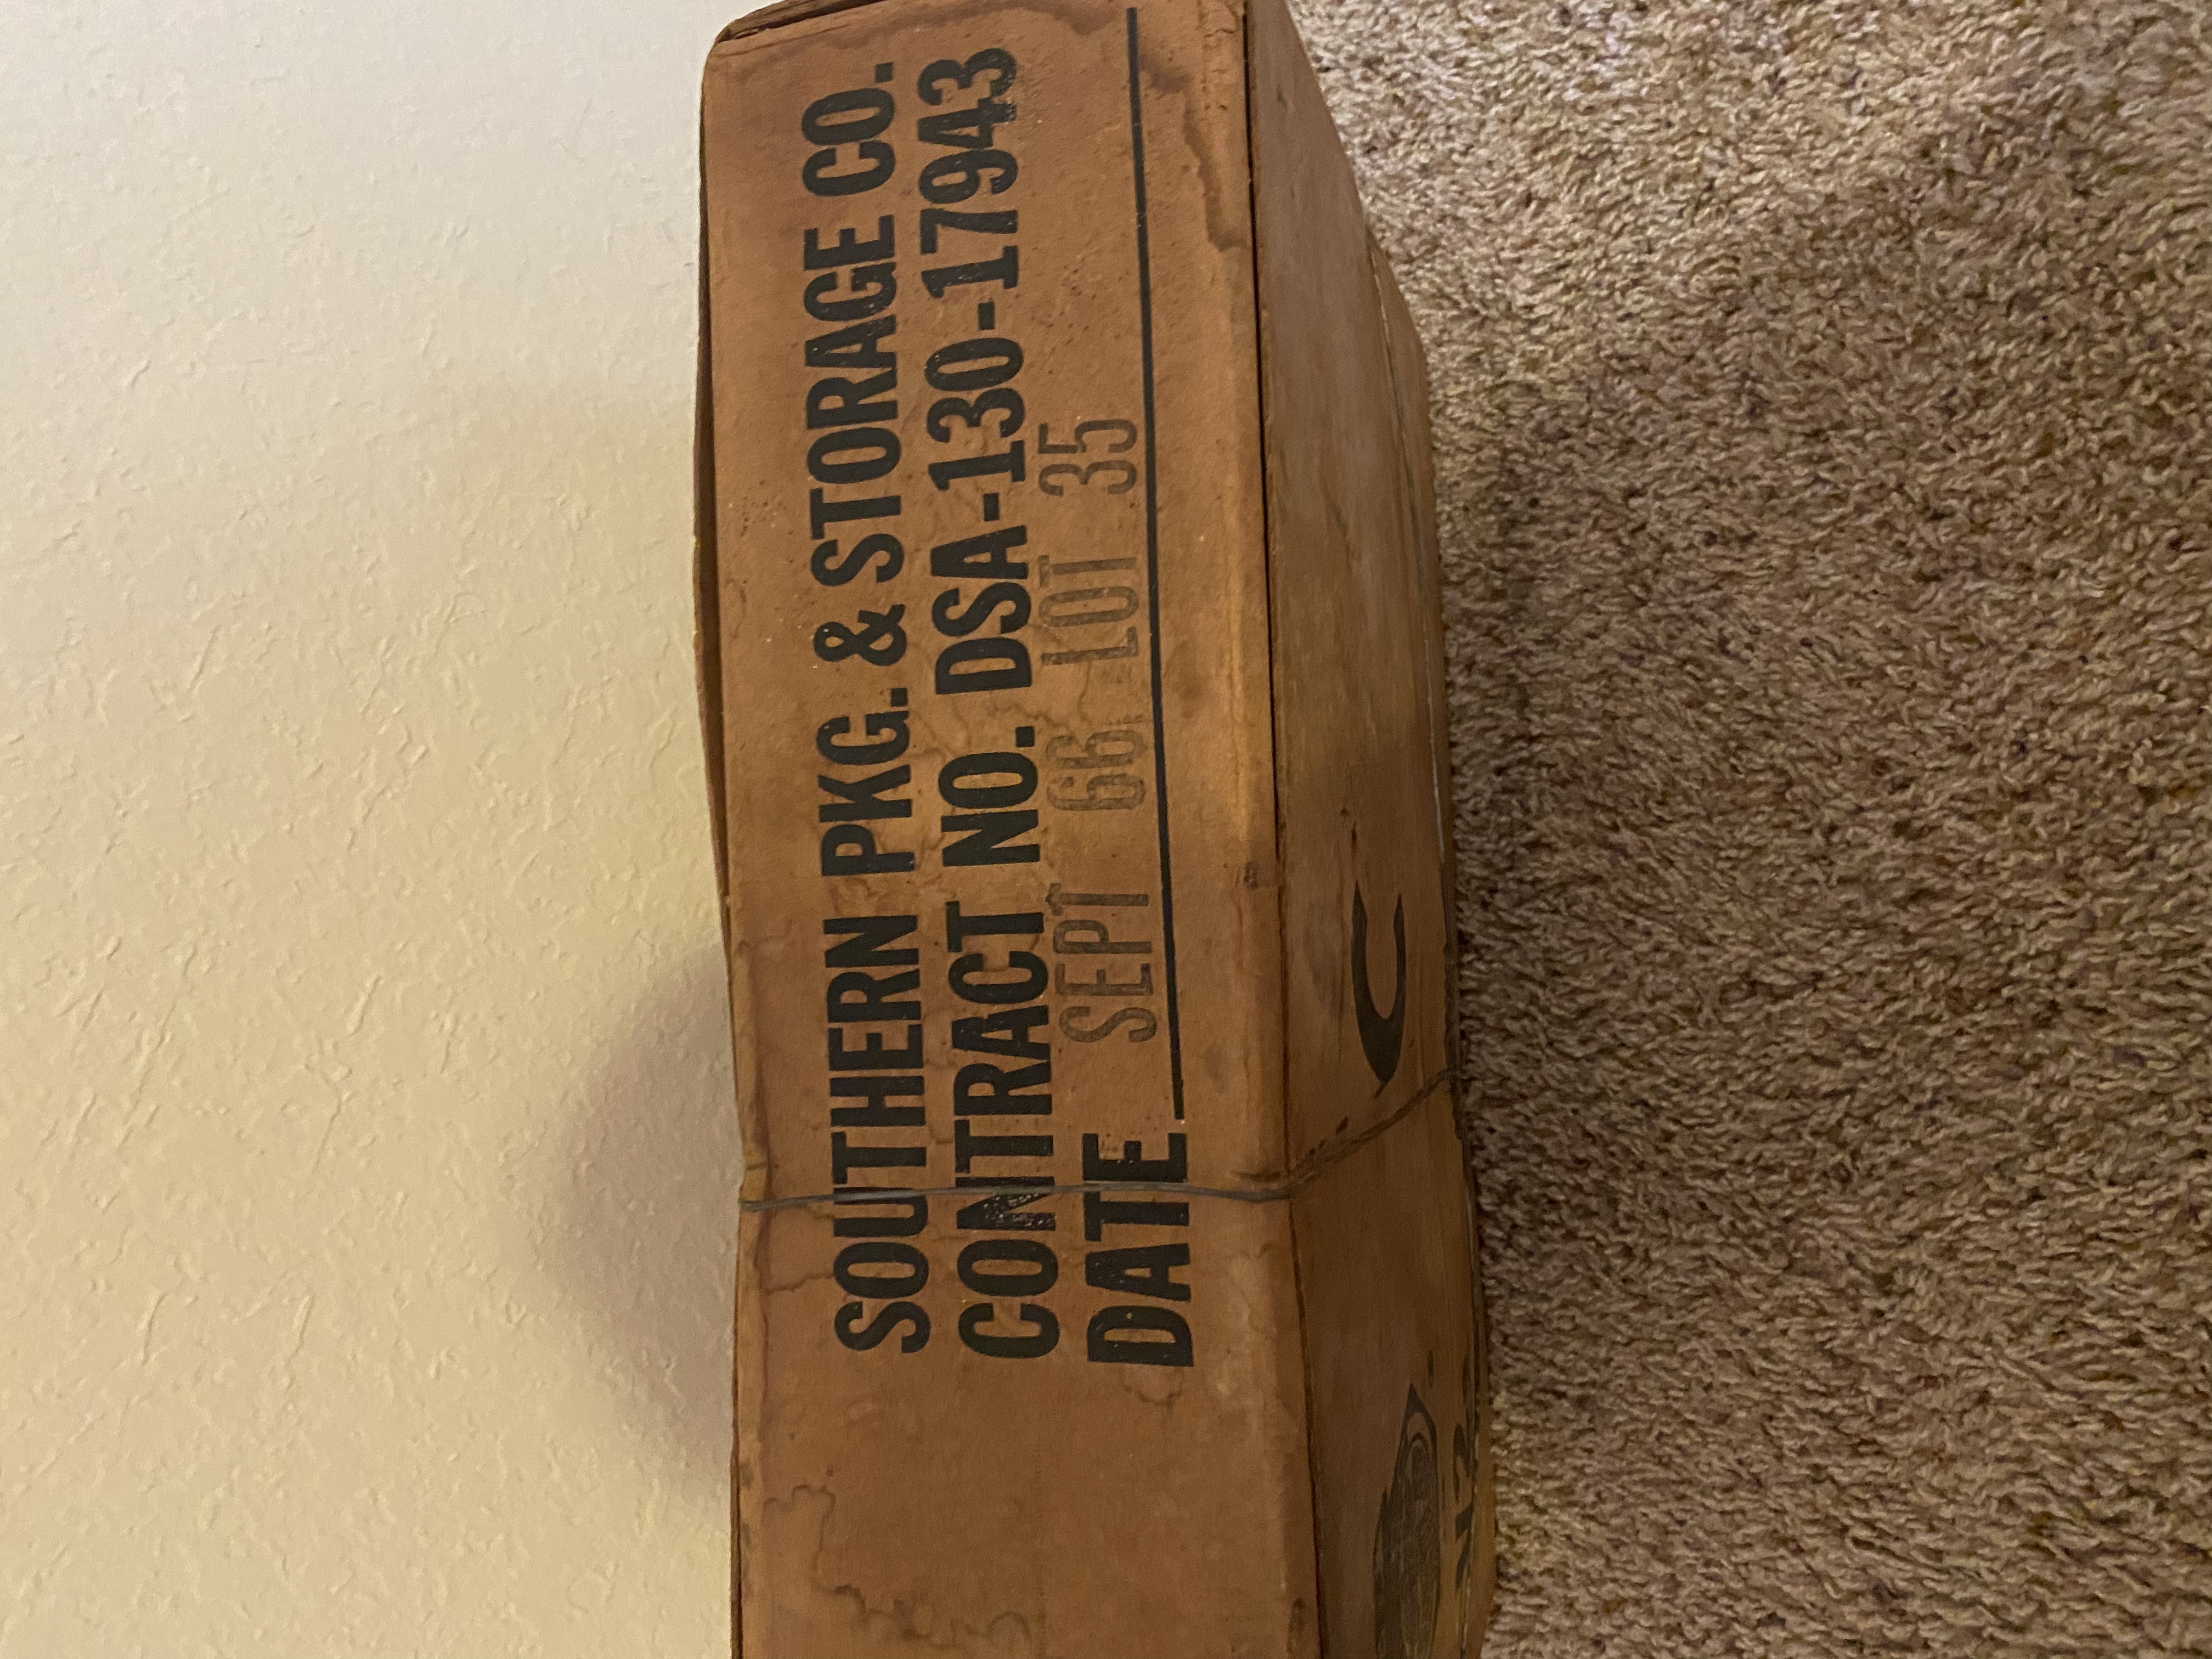 SOUTHERN PKG. & STORAGE CO.
CONTRACT NO. DSA-130-17943
DATE SEPT 66 LOT 35
C